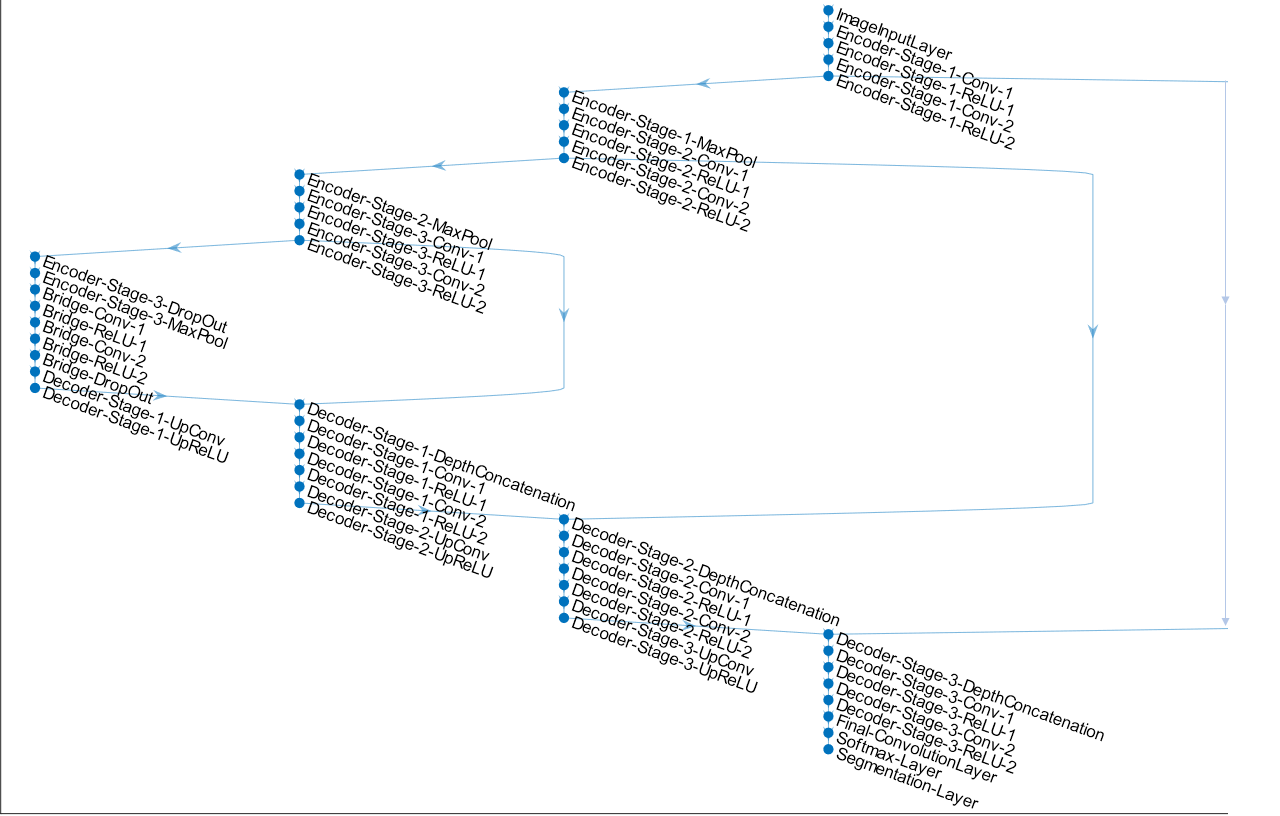 ImageInputLayer
Encoder-Stage-1-Conv-1
Encoder-Stage-1-ReLU-1
Encoder-Stage-1-Conv-2
Encoder-Stage-1-ReLU-2
Encoder-Stage-1-MaxPool
Encoder-Stage-2-Conv-1
Encoder-Stage-2-ReLU-1
Encoder-Stage-2-Conv-2
Encoder-Stage-2-ReLU-2
Encoder-Stage-2-MaxPool
Encoder-Stage-3-Conv-1
Encoder-Stage-3-ReLU-1
Encoder-Stage-3-Conv-2
Encoder-Stage-3-ReLU-2
Encoder-Stage-3-DropOut
Encoder-Stage-3-MaxPool
Bridge-Conv-1
Bridge-ReLU-1
Bridge-Conv-2
Bridge-ReLU-2
Bridge-DropOut
Decoder-Stage-1-UpConv
Decoder-Stage-1-UpReLU
Decoder-Stage-1-DepthConcatenation
Decoder-Stage-1-Conv-1
Decoder-Stage-1-ReLU-1
Decoder-Stage-1-Conv-2
Decoder-Stage-1-ReLU-2
Decoder-Stage-2-UpConv
Decoder-Stage-2-UpReLU
Decoder-Stage-2-DepthConcatenation
Decoder-Stage-2-Conv-1
Decoder-Stage-2-ReLU-1
Decoder-Stage-2-Conv-2
Decoder-Stage-2-ReLU-2
Decoder-Stage-3-UpConv
Decoder-Stage-3-UpReLU
Decoder-Stage-3-DepthConcatenation
Decoder-Stage-3-Conv-1
Decoder-Stage-3-ReLU-1
Decoder-Stage-3-Conv-2
Decoder-Stage-3-ReLU-2
Final-ConvolutionLayer
Softmax-Layer
Segmentation-Layer